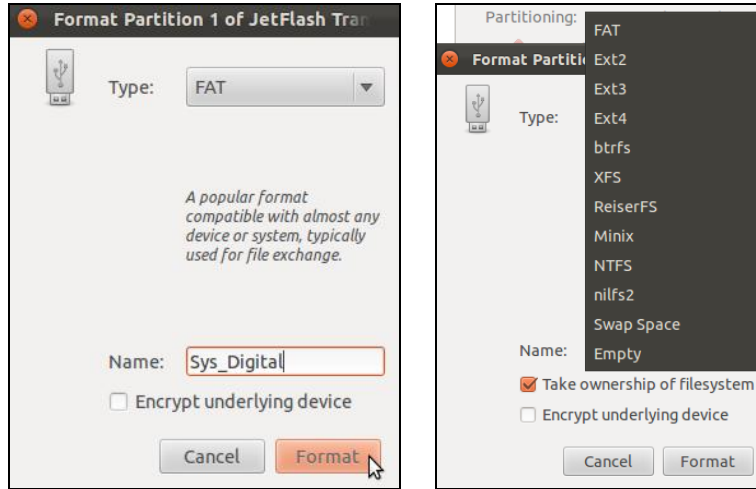 Format Partition 1 of JetFlash Tran
Type: FAT
A popular format
compatible with almost any
device or system, typically
used for file exchange.
Name: Sys_Digital
Encrypt underlying device
Cancel Format
Partitioning:
Format Partiti
Type:
FAT
Ext2
Ext3
Ext4
btrfs
XFS
ReiserFS
Minix
NTFS
nilfs2
Swap Space
Empty
Name:
Take ownership of filesystem
Encrypt underlying device
Cancel Format